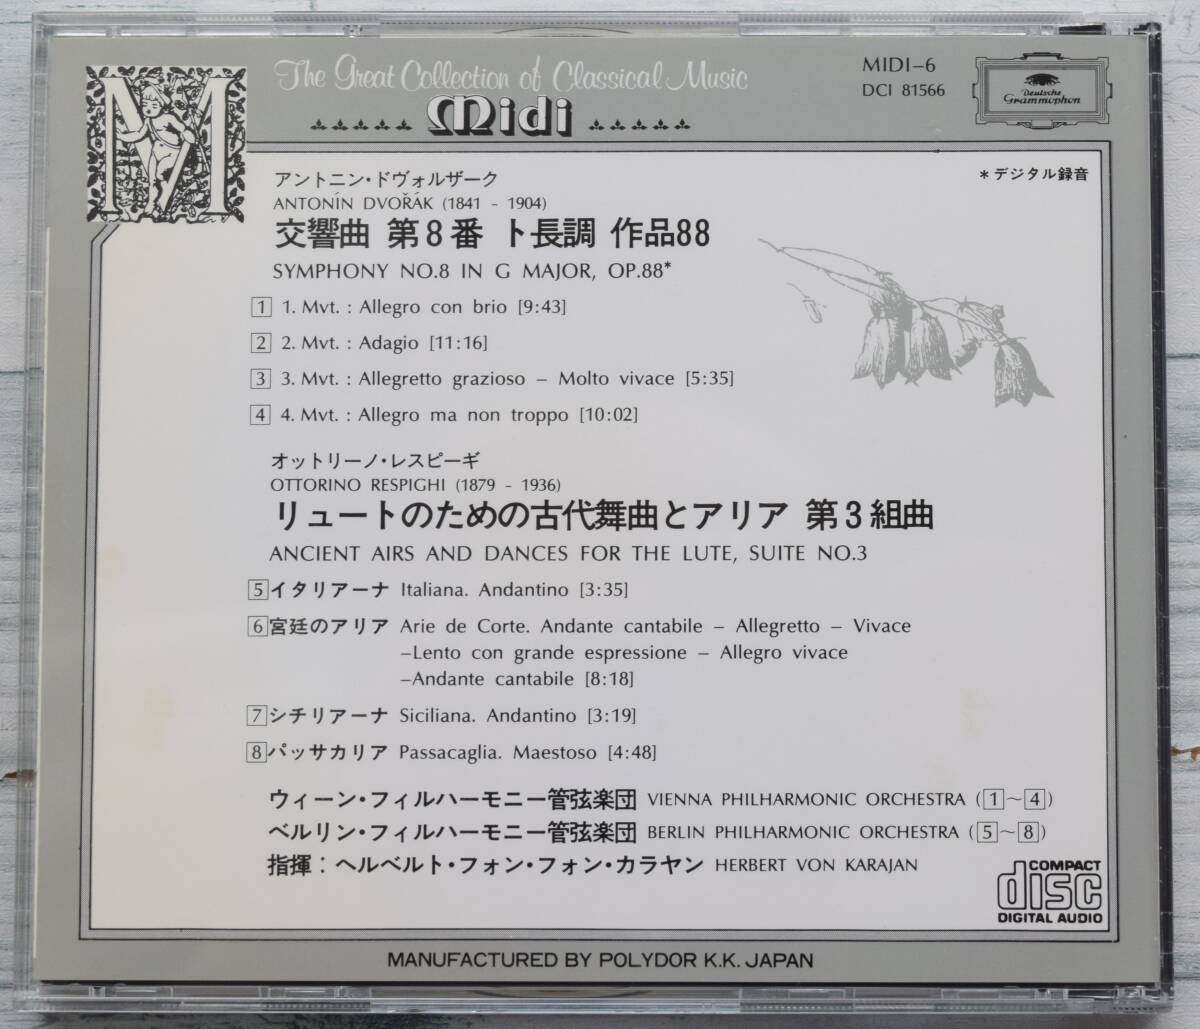 The Great Collection of Classical Music
Midi
MIDI-6
DCI 81566
Deutsche
Grammophon
M
*デジタル録音
アントニン・ドヴォルザーク
ANTONÍN DVOŘÁK (1841 - 1904)
交響曲 第8番 ト長調 作品88
SYMPHONY NO.8 IN G MAJOR, OP.88*
1 1. Mvt. : Allegro con brio [9:43]
2 2. Mvt. : Adagio [11:16]
3 3. Mvt. : Allegretto grazioso – Molto vivace [5:35]
4 4. Mvt. : Allegro ma non troppo [10:02]
オットリーノ・レスピーギ
OTTORINO RESPIGHI (1879 - 1936)
リュートのための古代舞曲とアリア 第3組曲
ANCIENT AIRS AND DANCES FOR THE LUTE, SUITE NO.3
5 イタリアーナ Italiana. Andantino [3:35]
6 宮廷のアリア Arie de Corte. Andante cantabile – Allegretto – Vivace
–Lento con grande espressione – Allegro vivace
–Andante cantabile [8:18]
7 シチリアーナ Siciliana. Andantino [3:19]
8 パッサカリア Passacaglia. Maestoso [4:48]
ウィーン・フィルハーモニー管弦楽団 VIENNA PHILHARMONIC ORCHESTRA (1～4)
ベルリン・フィルハーモニー管弦楽団 BERLIN PHILHARMONIC ORCHESTRA (5～8)
指揮：ヘルベルト・フォン・フォン・カラヤン HERBERT VON KARAJAN
COMPACT
disc
DIGITAL AUDIO
MANUFACTURED BY POLYDOR K.K. JAPAN